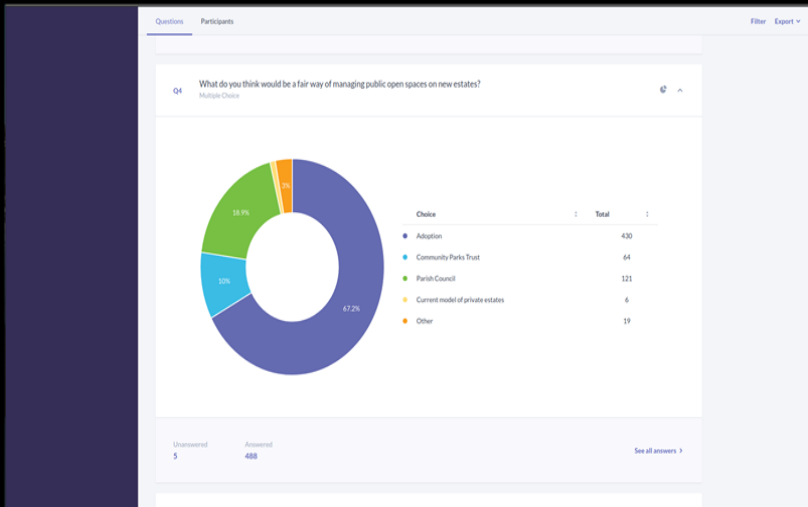 Questions Participants Filter Export
Q4 What do you think would be a fair way of managing public open spaces on new estates?
Multiple Choice
Choice Total
Adoption 430
Community Parks Trust 64
Parish Council 121
Current model of private estates 6
Other 19
3%
18.9%
10%
67.2%
Unanswered Answered
5 488
See all answers